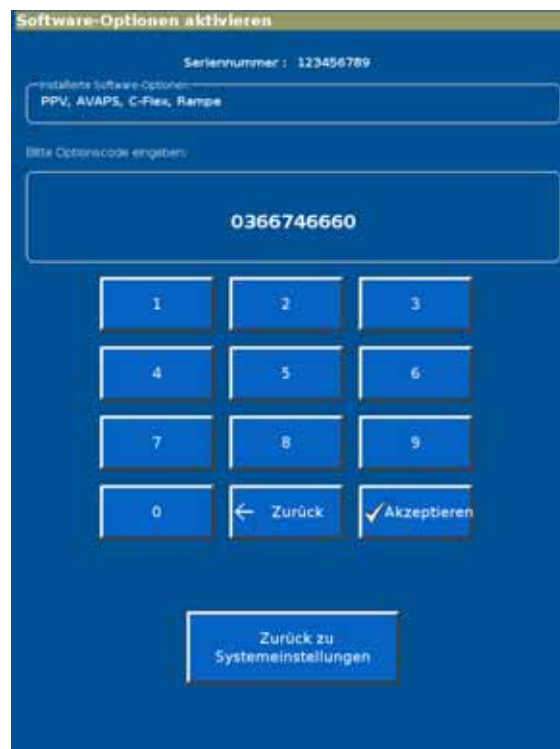 Software-Optionen aktivieren
Seriennummer : 123456789
Installierte Software-Optionen:
PPV, AVAPS, C-Flex, Rampe
Bitte Optionscode eingeben:
0366746660
1 2 3
4 5 6
7 8 9
0 ← Zurück ✓Akzeptieren
Zurück zu
Systemeinstellungen